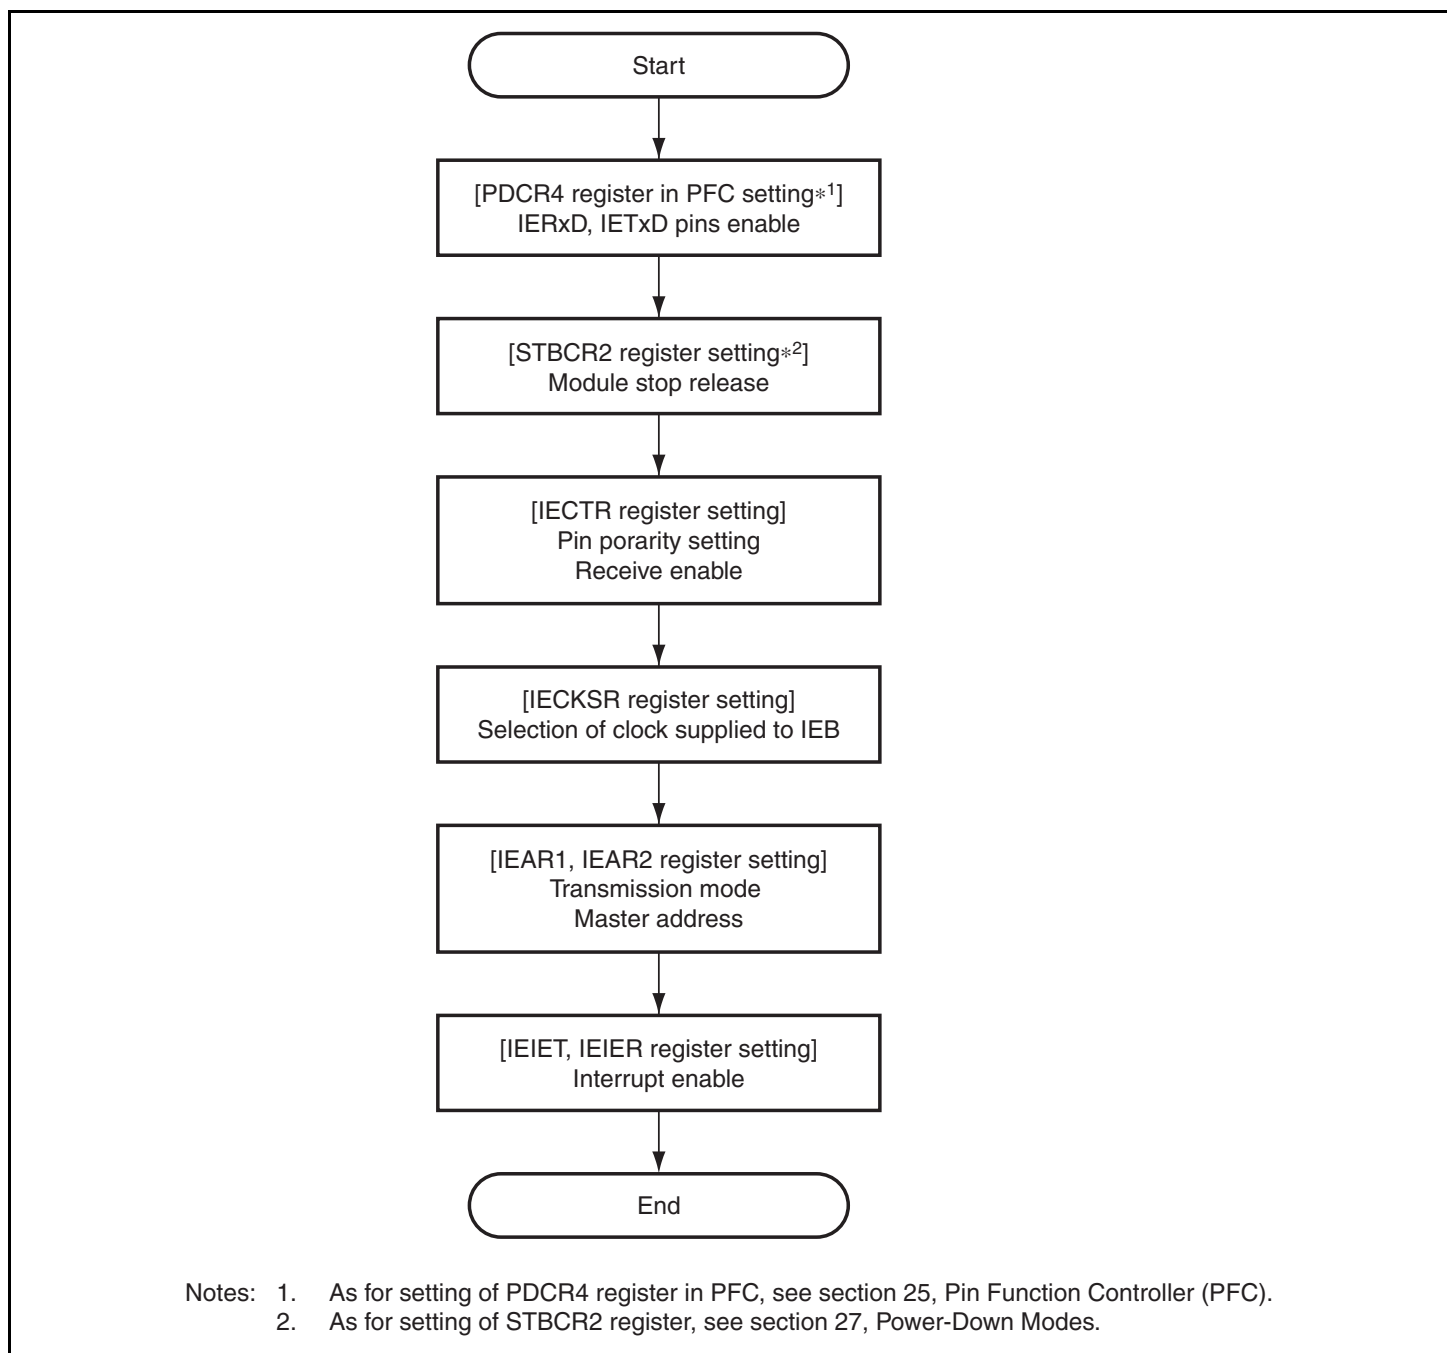 Start
[PDCR4 register in PFC setting*1]
IERxD, IETxD pins enable
[STBCR2 register setting*2]
Module stop release
[IECTR register setting]
Pin porarity setting
Receive enable
[IECKSR register setting]
Selection of clock supplied to IEB
[IEAR1, IEAR2 register setting]
Transmission mode
Master address
[IEIET, IEIER register setting]
Interrupt enable
End
Notes: 1. As for setting of PDCR4 register in PFC, see section 25, Pin Function Controller (PFC).
2. As for setting of STBCR2 register, see section 27, Power-Down Modes.